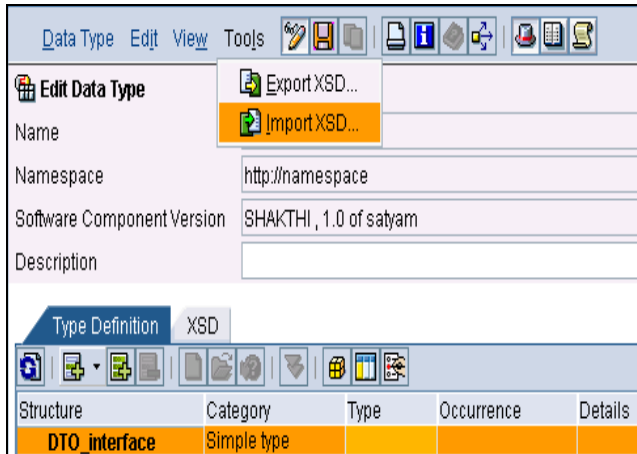 Data Type Edit View Tools
Export XSD...
Edit Data Type
Import XSD...
Name
Namespace http://namespace
Software Component Version SHAKTHI , 1.0 of satyam
Description
Type Definition XSD
Structure Category Type Occurrence Details
DTO_interface Simple type